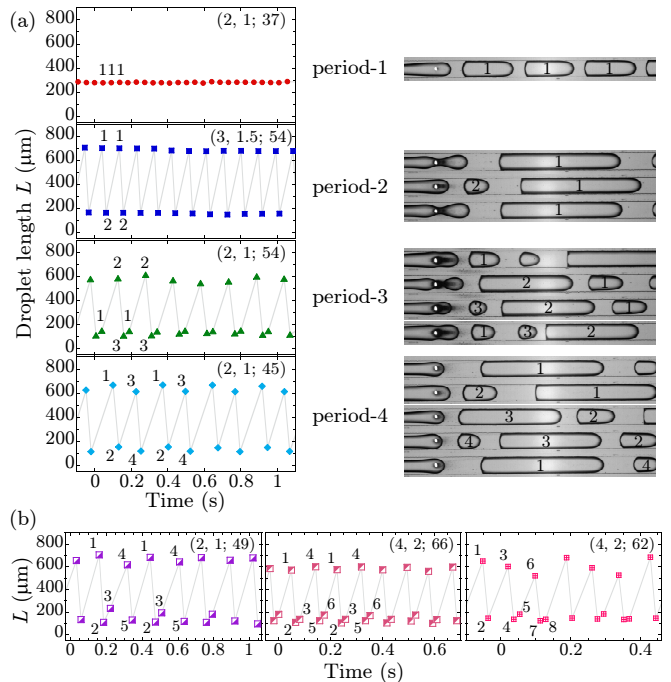 (a)
800
600
400
200
0
(2, 1; 37)
111
period-1
1 1 1
800
600
400
200
0
(3, 1.5; 54)
1 1
2 2
period-2
1
2 1
1
Droplet length L (µm)
800
600
400
200
0
(2, 1; 54)
2 2
1 1
3 3
period-3
1
2 1
3 2 1
1 3 2
800
600
400
200
0
(2, 1; 45)
1 3 1 3
2 4 2 4
period-4
1
2 1
3 2
4 3 2
1 4
0 0.2 0.4 0.6 0.8 1
Time (s)
(b)
L (µm)
800
600
400
200
0
(2, 1; 49)
1 4 1 4
3 3
2 5 2 5
0 0.2 0.4 0.6 0.8 1
(4, 2; 66)
1 4 1 4
3 6 3 6
2 5 2 5
0 0.2 0.4 0.6
(4, 2; 62)
1 3 6
5
2 4 7 8
0 0.2 0.4
Time (s)